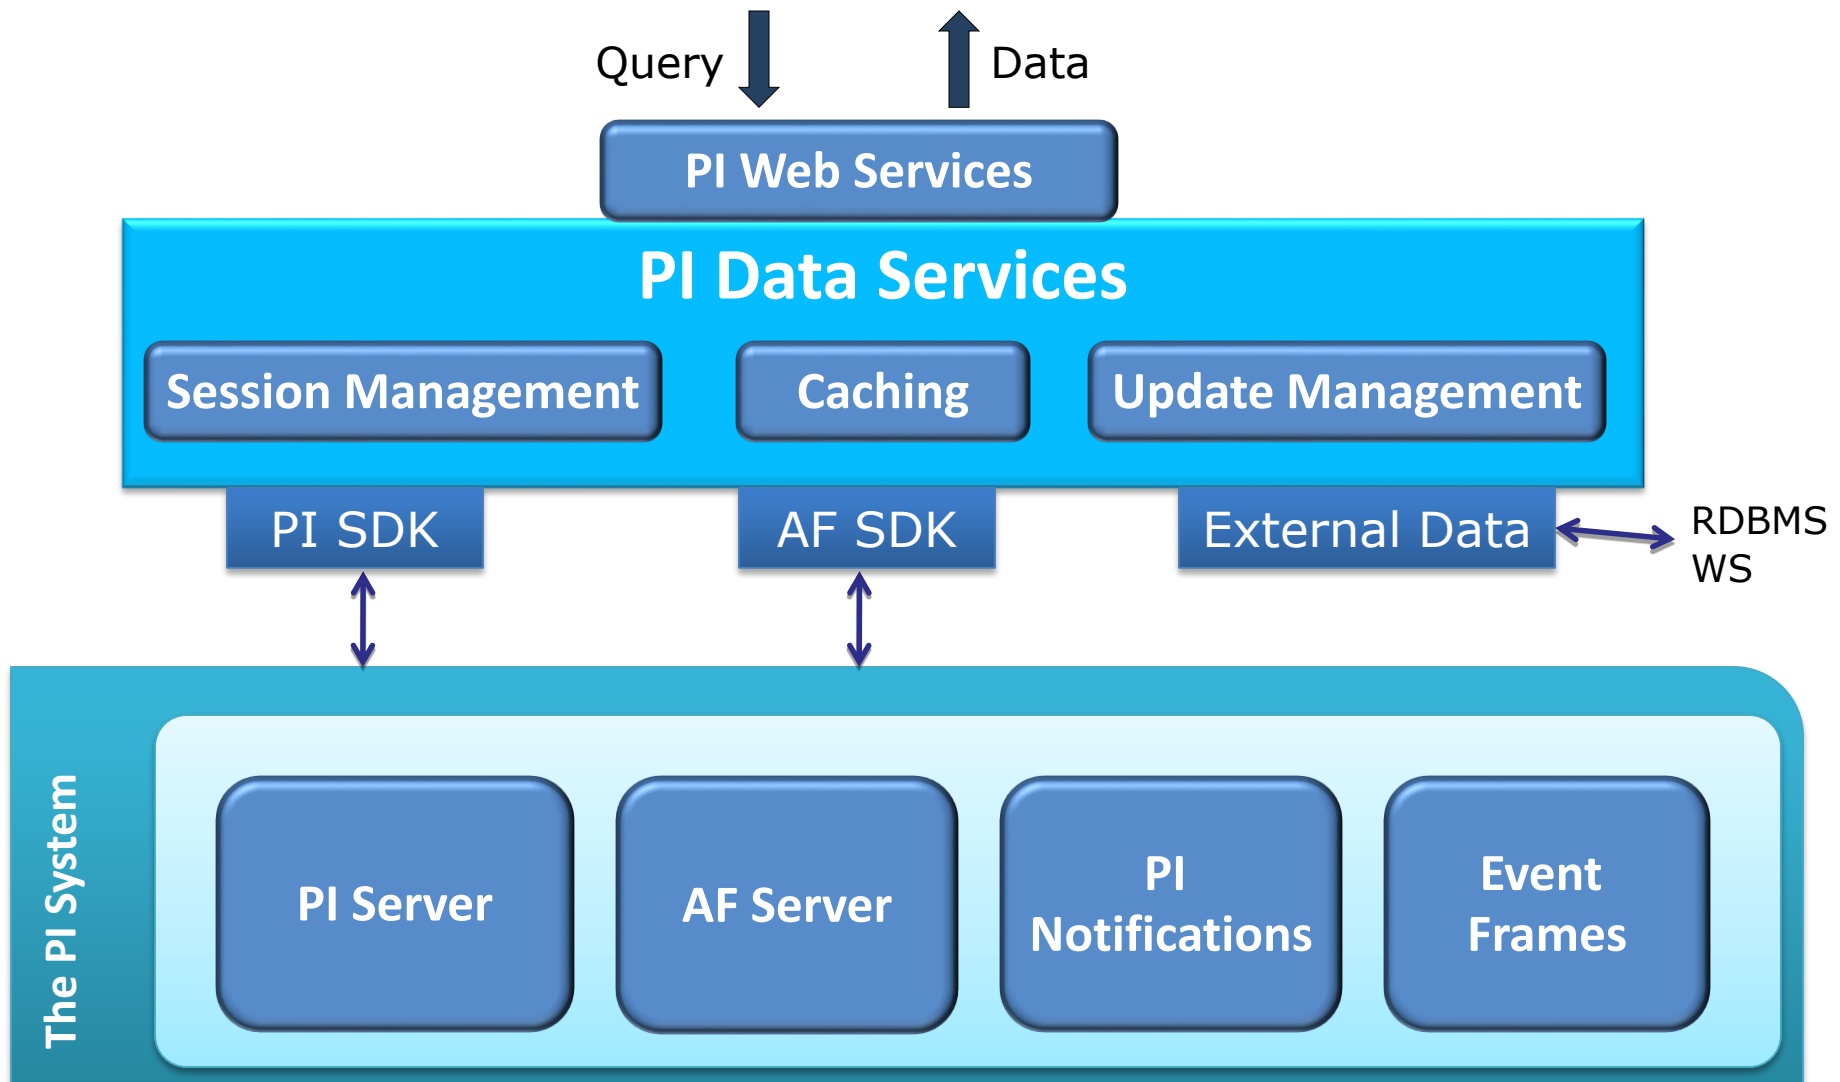 Query
Data
PI Web Services
PI Data Services
Session Management
Caching
Update Management
PI SDK
AF SDK
External Data
RDBMS
WS
The PI System
PI Server
AF Server
PI
Notifications
Event
Frames